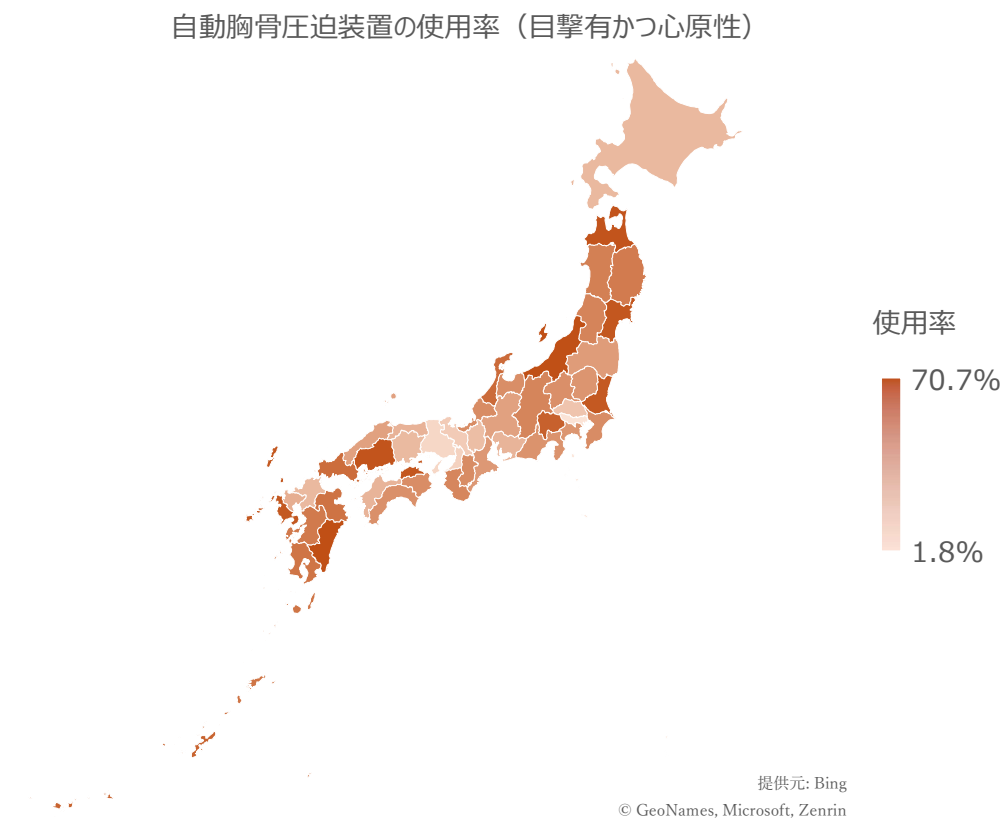 自動胸骨圧迫装置の使用率（目撃有かつ心原性）
使用率
70.7%
1.8%
提供元: Bing
© GeoNames, Microsoft, Zenrin